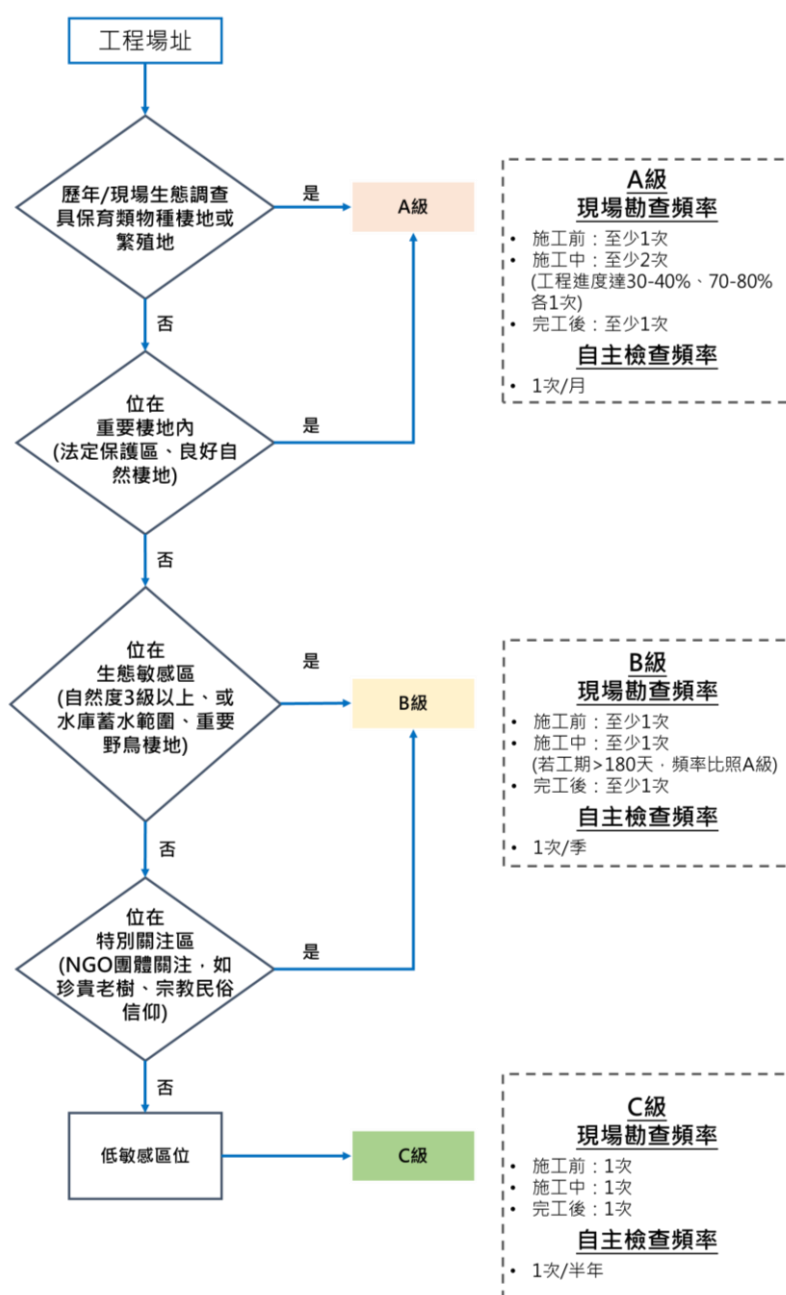 工程場址
歷年/現場生態調查
具保育類物種棲地或
繁殖地
是
A級
否
位在
重要棲地內
(法定保護區、良好自
然棲地)
是
否
A級
現場勘查頻率
• 施工前：至少1次
• 施工中：至少2次
(工程進度達30-40%、70-80%
各1次)
• 完工後：至少1次
自主檢查頻率
• 1次/月
位在
生態敏感區
(自然度3級以上、或
水庫蓄水範圍、重要
野鳥棲地)
是
B級
否
位在
特別關注區
(NGO團體關注，如
珍貴老樹、宗教民俗
信仰)
是
否
B級
現場勘查頻率
• 施工前：至少1次
• 施工中：至少1次
(若工期>180天，頻率比照A級)
• 完工後：至少1次
自主檢查頻率
• 1次/季
低敏感區位
C級
C級
現場勘查頻率
• 施工前：1次
• 施工中：1次
• 完工後：1次
自主檢查頻率
• 1次/半年